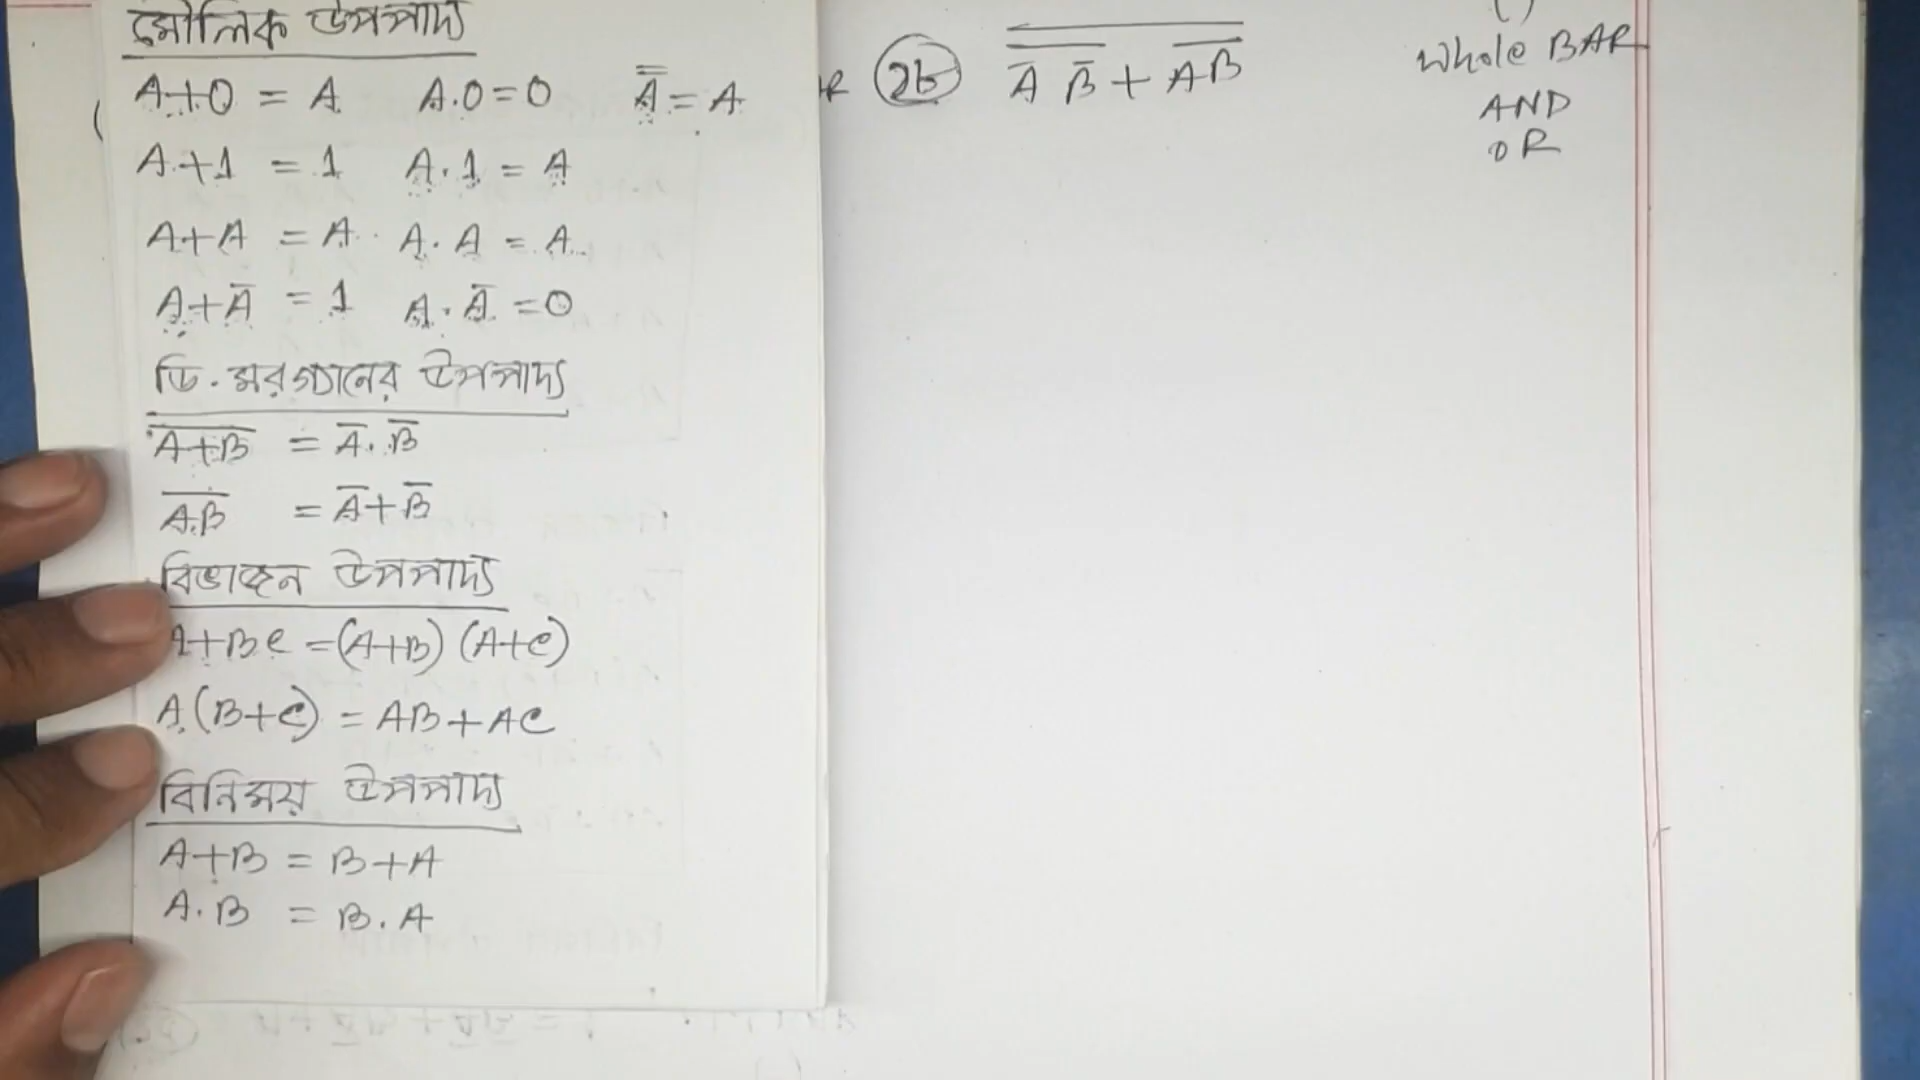 মৌলিক উপপাদ্য
A+0 = A A.0=0 A̿ = A
A+1 = 1 A.1 = A
A+A = A A.A = A
A+A̅ = 1 A.A̅ = 0
ডি.মরগ্যানের উপপাদ্য
A̅+̅B̅ = A̅.B̅
A̅.̅B̅ = A̅+B̅
বিভাজন উপপাদ্য
A+BC = (A+B) (A+C)
A.(B+C) = AB+AC
বিনিময় উপপাদ্য
A+B = B+A
A.B = B.A
R
()
Whole BAR
AND
OR